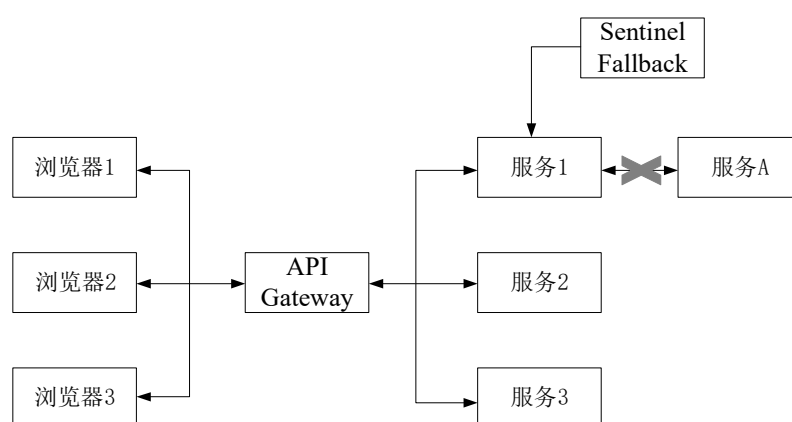 Sentinel
Fallback
浏览器1
服务1
服务A
浏览器2
API
Gateway
服务2
浏览器3
服务3